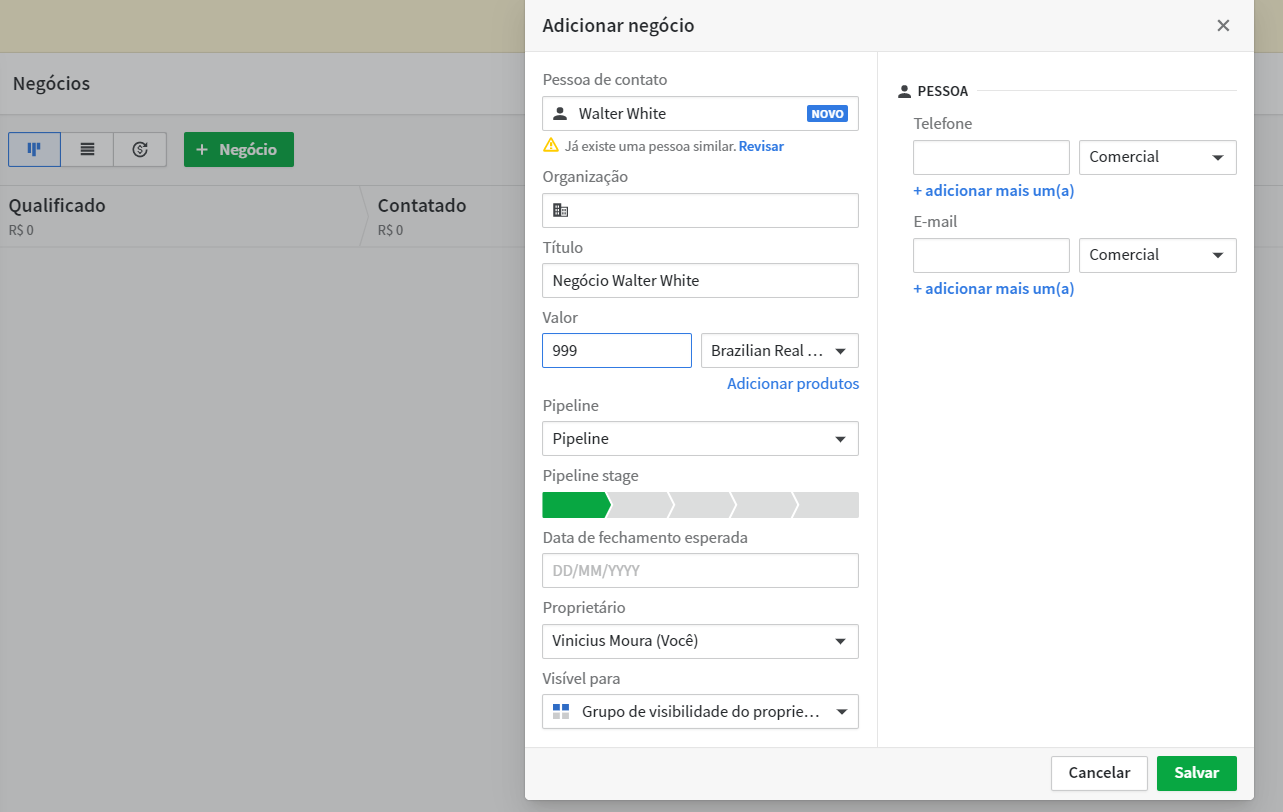 Negócios
+ Negócio
Qualificado
R$ 0
Contatado
R$ 0
Adicionar negócio
Pessoa de contato
Walter White
NOVO
Já existe uma pessoa similar. Revisar
Organização
Título
Negócio Walter White
Valor
999
Brazilian Real ...
Adicionar produtos
Pipeline
Pipeline
Pipeline stage
Data de fechamento esperada
DD/MM/YYYY
Proprietário
Vinicius Moura (Você)
Visível para
Grupo de visibilidade do proprie...
PESSOA
Telefone
Comercial
+ adicionar mais um(a)
E-mail
Comercial
+ adicionar mais um(a)
Cancelar
Salvar